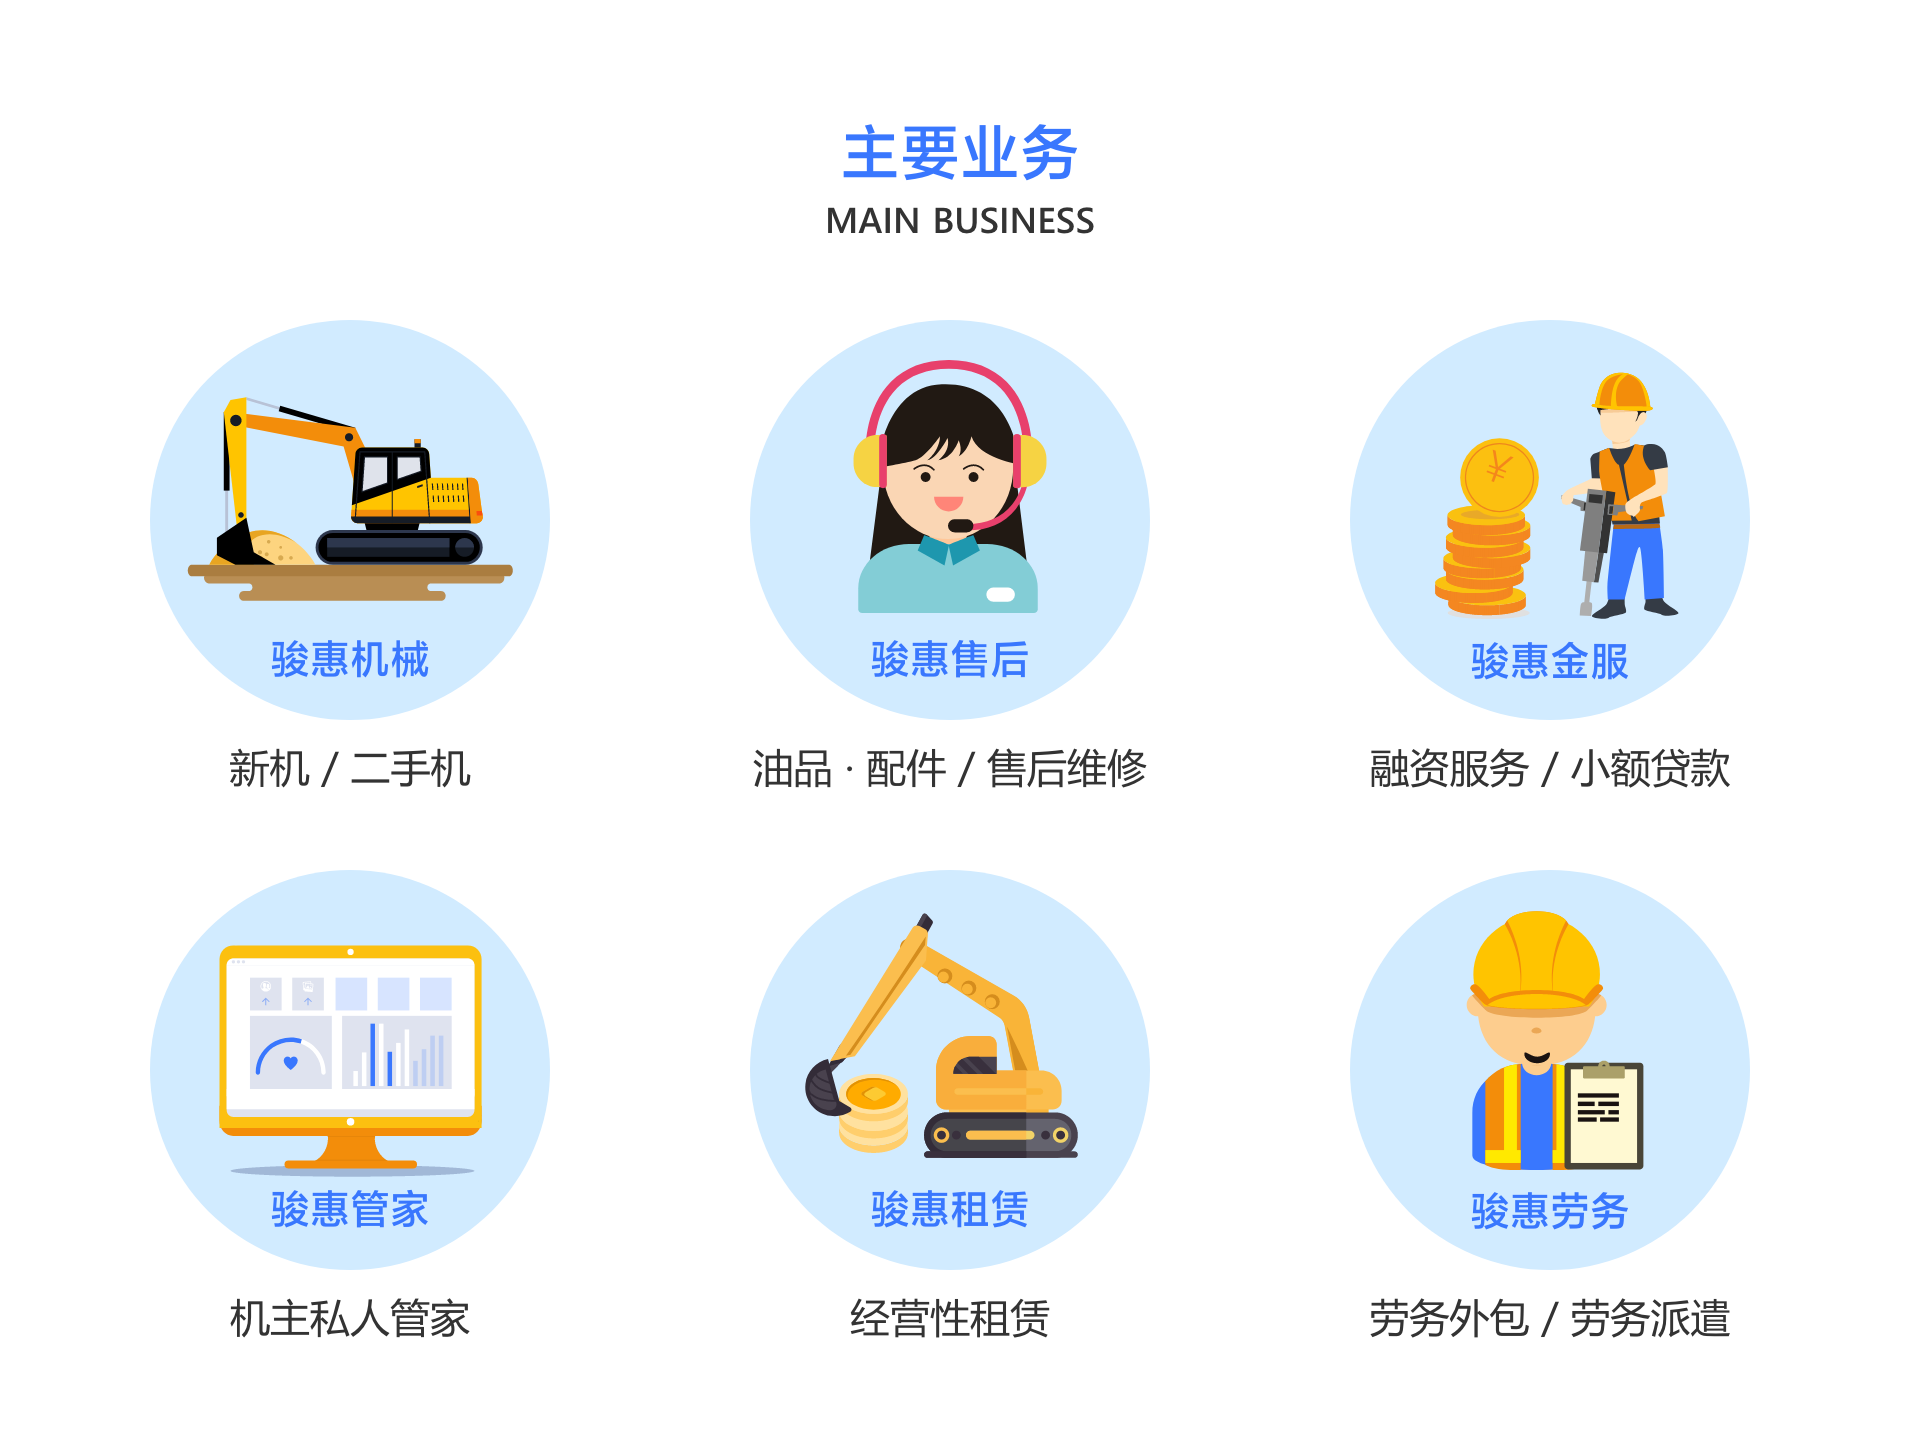 主要业务
MAIN BUSINESS
骏惠机械
骏惠售后
骏惠金服
新机 / 二手机
油品 · 配件 / 售后维修
融资服务 / 小额贷款
骏惠管家
骏惠租赁
骏惠劳务
机主私人管家
经营性租赁
劳务外包 / 劳务派遣